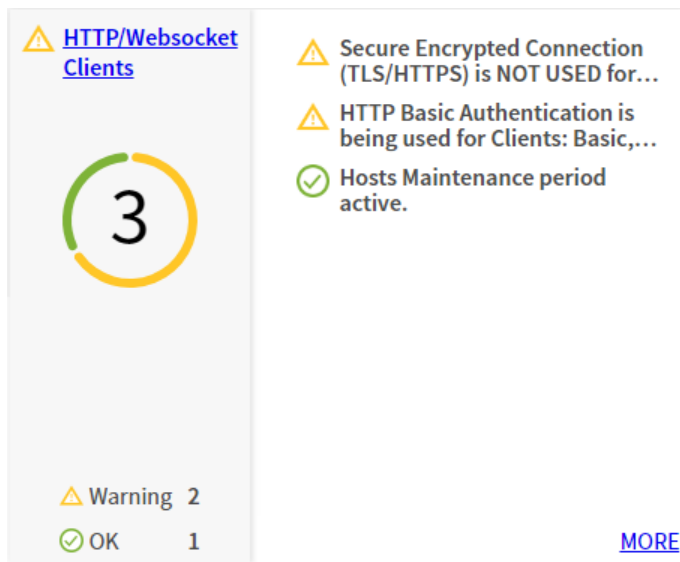 HTTP/Websocket
Clients
3
Warning 2
OK 1
Secure Encrypted Connection
(TLS/HTTPS) is NOT USED for...
HTTP Basic Authentication is
being used for Clients: Basic,...
Hosts Maintenance period
active.
MORE